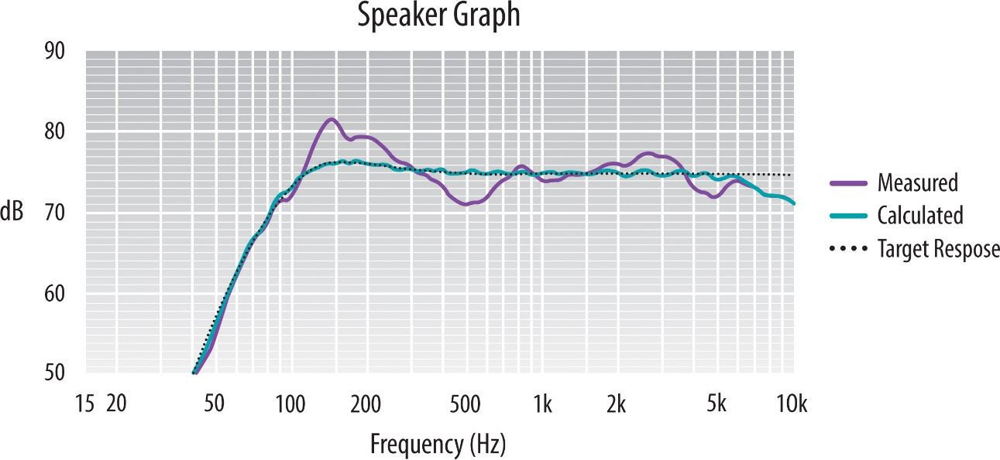 Speaker Graph
90
80
70
60
50
dB
15 20 50 100 200 500 1k 2k 5k 10k
Frequency (Hz)
Measured
Calculated
Target Respose